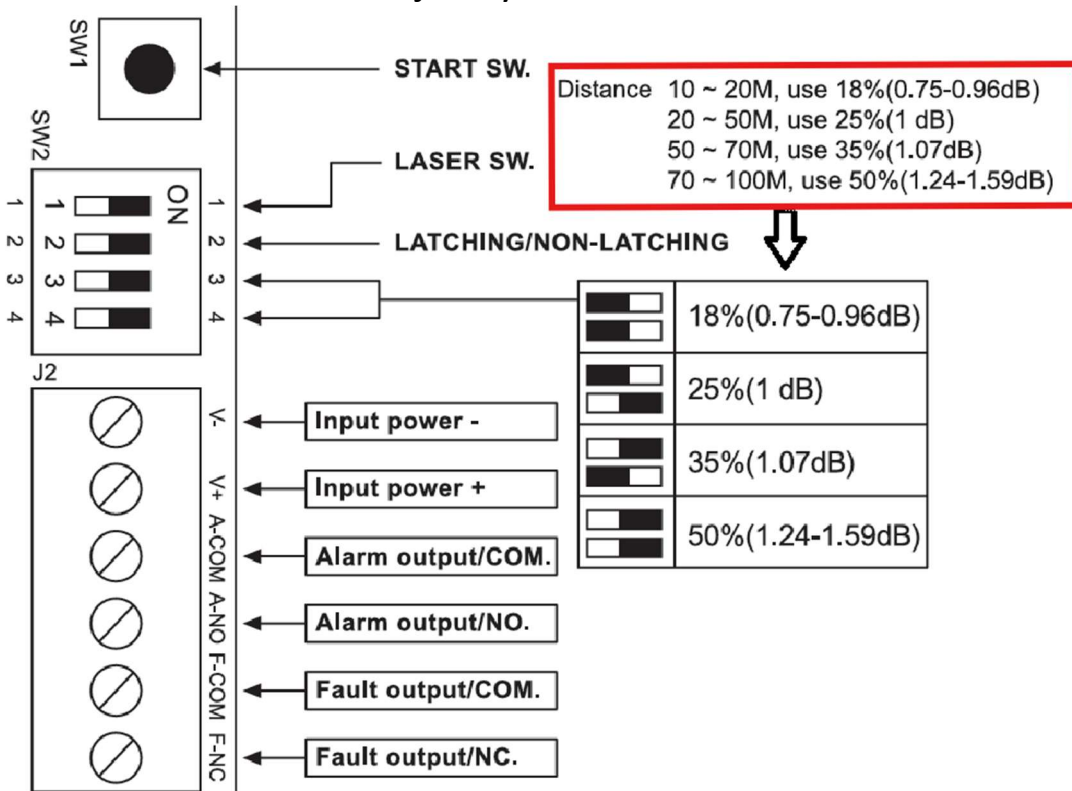 SW1
START SW.
Distance 10 ~ 20M, use 18%(0.75-0.96dB)
20 ~ 50M, use 25%(1 dB)
50 ~ 70M, use 35%(1.07dB)
70 ~ 100M, use 50%(1.24-1.59dB)
SW2
LASER SW.
ON
1 1 1
2 2 2
LATCHING/NON-LATCHING
3 3 3
4 4 4
18%(0.75-0.96dB)
25%(1 dB)
35%(1.07dB)
50%(1.24-1.59dB)
J2
V- Input power -
V+ Input power +
A-COM Alarm output/COM.
A-NO Alarm output/NO.
F-COM Fault output/COM.
F-NC Fault output/NC.